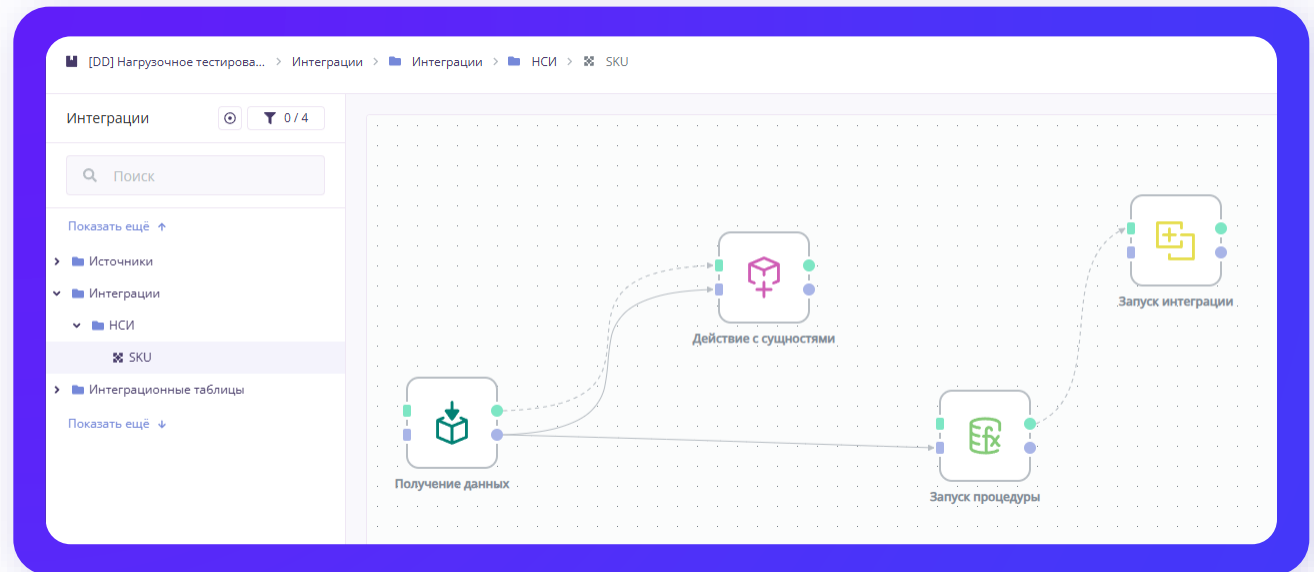 [DD] Нагрузочное тестирова... > Интеграции > Интеграции > НСИ > SKU
Интеграции
0 / 4
Поиск
Показать ещё ↑
Источники
Интеграции
НСИ
SKU
Интеграционные таблицы
Показать ещё ↓
Запуск интеграции
Действие с сущностями
Получение данных
Запуск процедуры